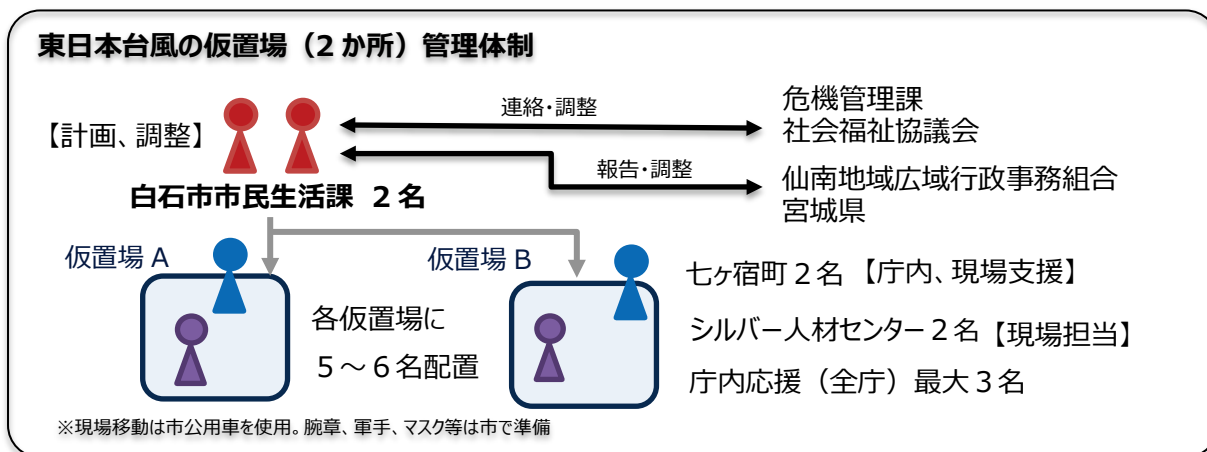 東日本台風の仮置場（2か所）管理体制
【計画、調整】
連絡・調整
危機管理課
社会福祉協議会
報告・調整
仙南地域広域行政事務組合
宮城県
白石市市民生活課 2名
仮置場 A
仮置場 B
各仮置場に
5～6名配置
七ヶ宿町2名 【庁内、現場支援】
シルバー人材センター2名【現場担当】
庁内応援（全庁）最大3名
※現場移動は市公用車を使用。腕章、軍手、マスク等は市で準備